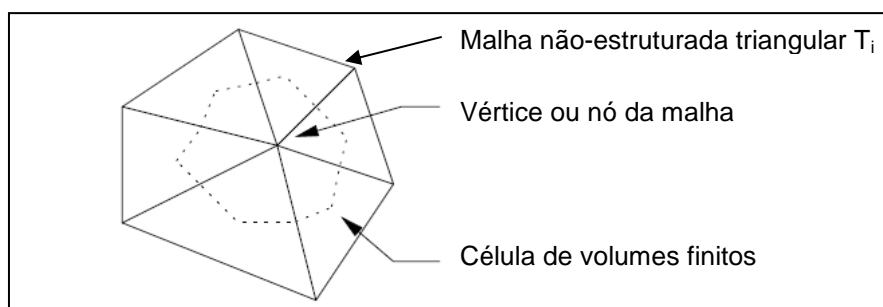 Malha não-estruturada triangular Ti
Vértice ou nó da malha
Célula de volumes finitos